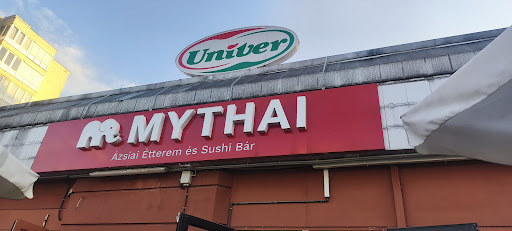 Univer
MYTHAI
Ázsiai Étterem és Sushi Bár